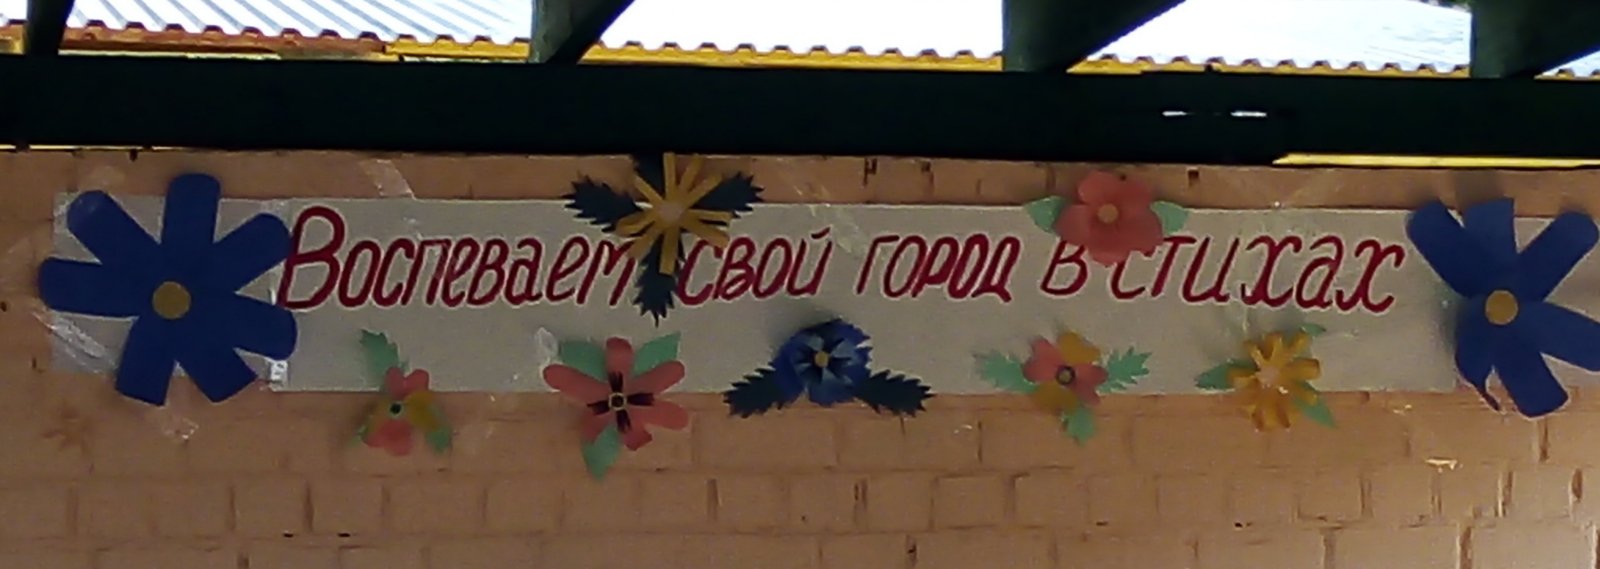 Воспеваем свой город в стихах